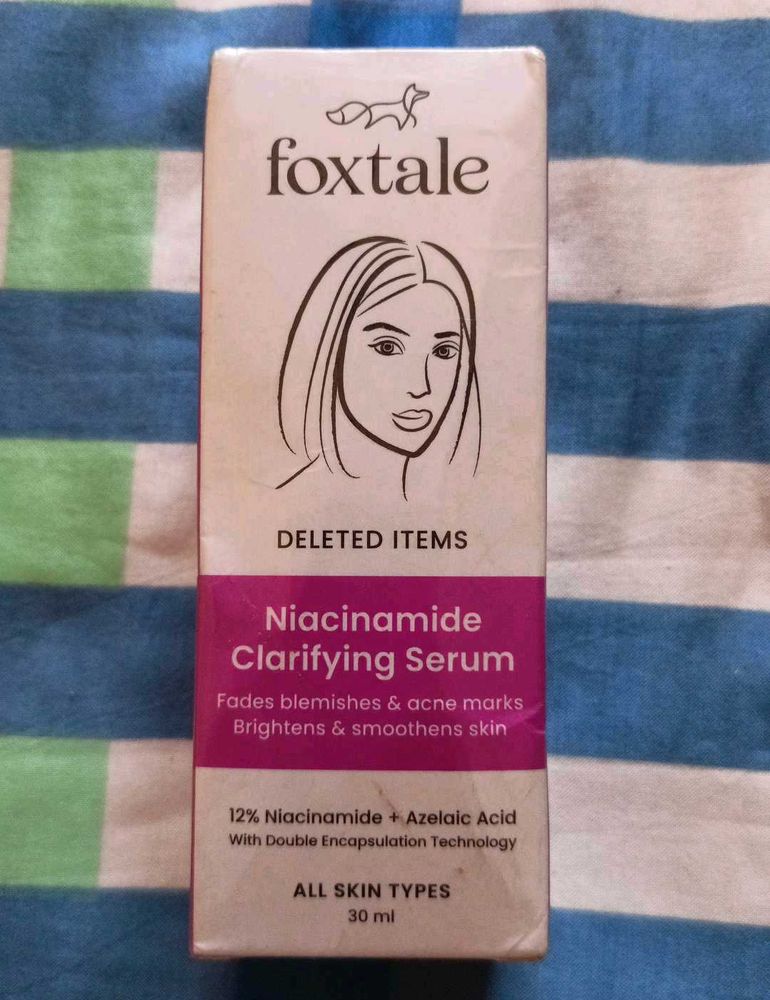 foxtale
DELETED ITEMS
Niacinamide
Clarifying Serum
Fades blemishes & acne marks
Brightens & smoothens skin
12% Niacinamide + Azelaic Acid
With Double Encapsulation Technology
ALL SKIN TYPES
30 ml